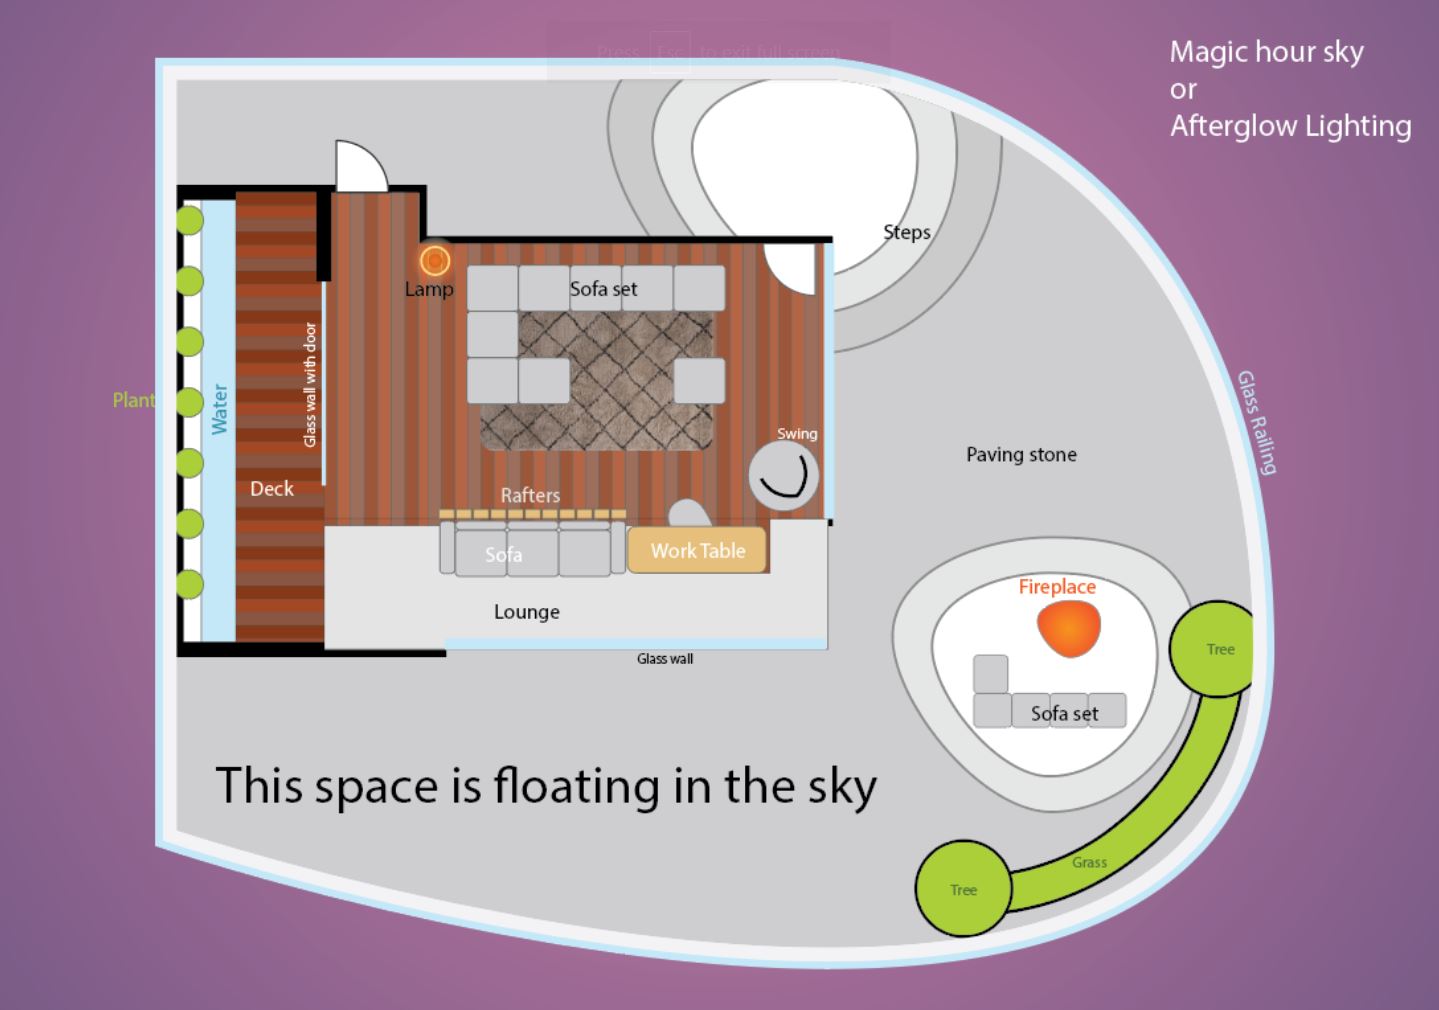 Press Esc to exit full screen
Magic hour sky
or
Afterglow Lighting
Steps
Lamp
Sofa set
Glass wall with door
Plant
Water
Glass Railing
Swing
Paving stone
Deck
Rafters
Sofa
Work Table
Fireplace
Lounge
Tree
Glass wall
Sofa set
This space is floating in the sky
Grass
Tree